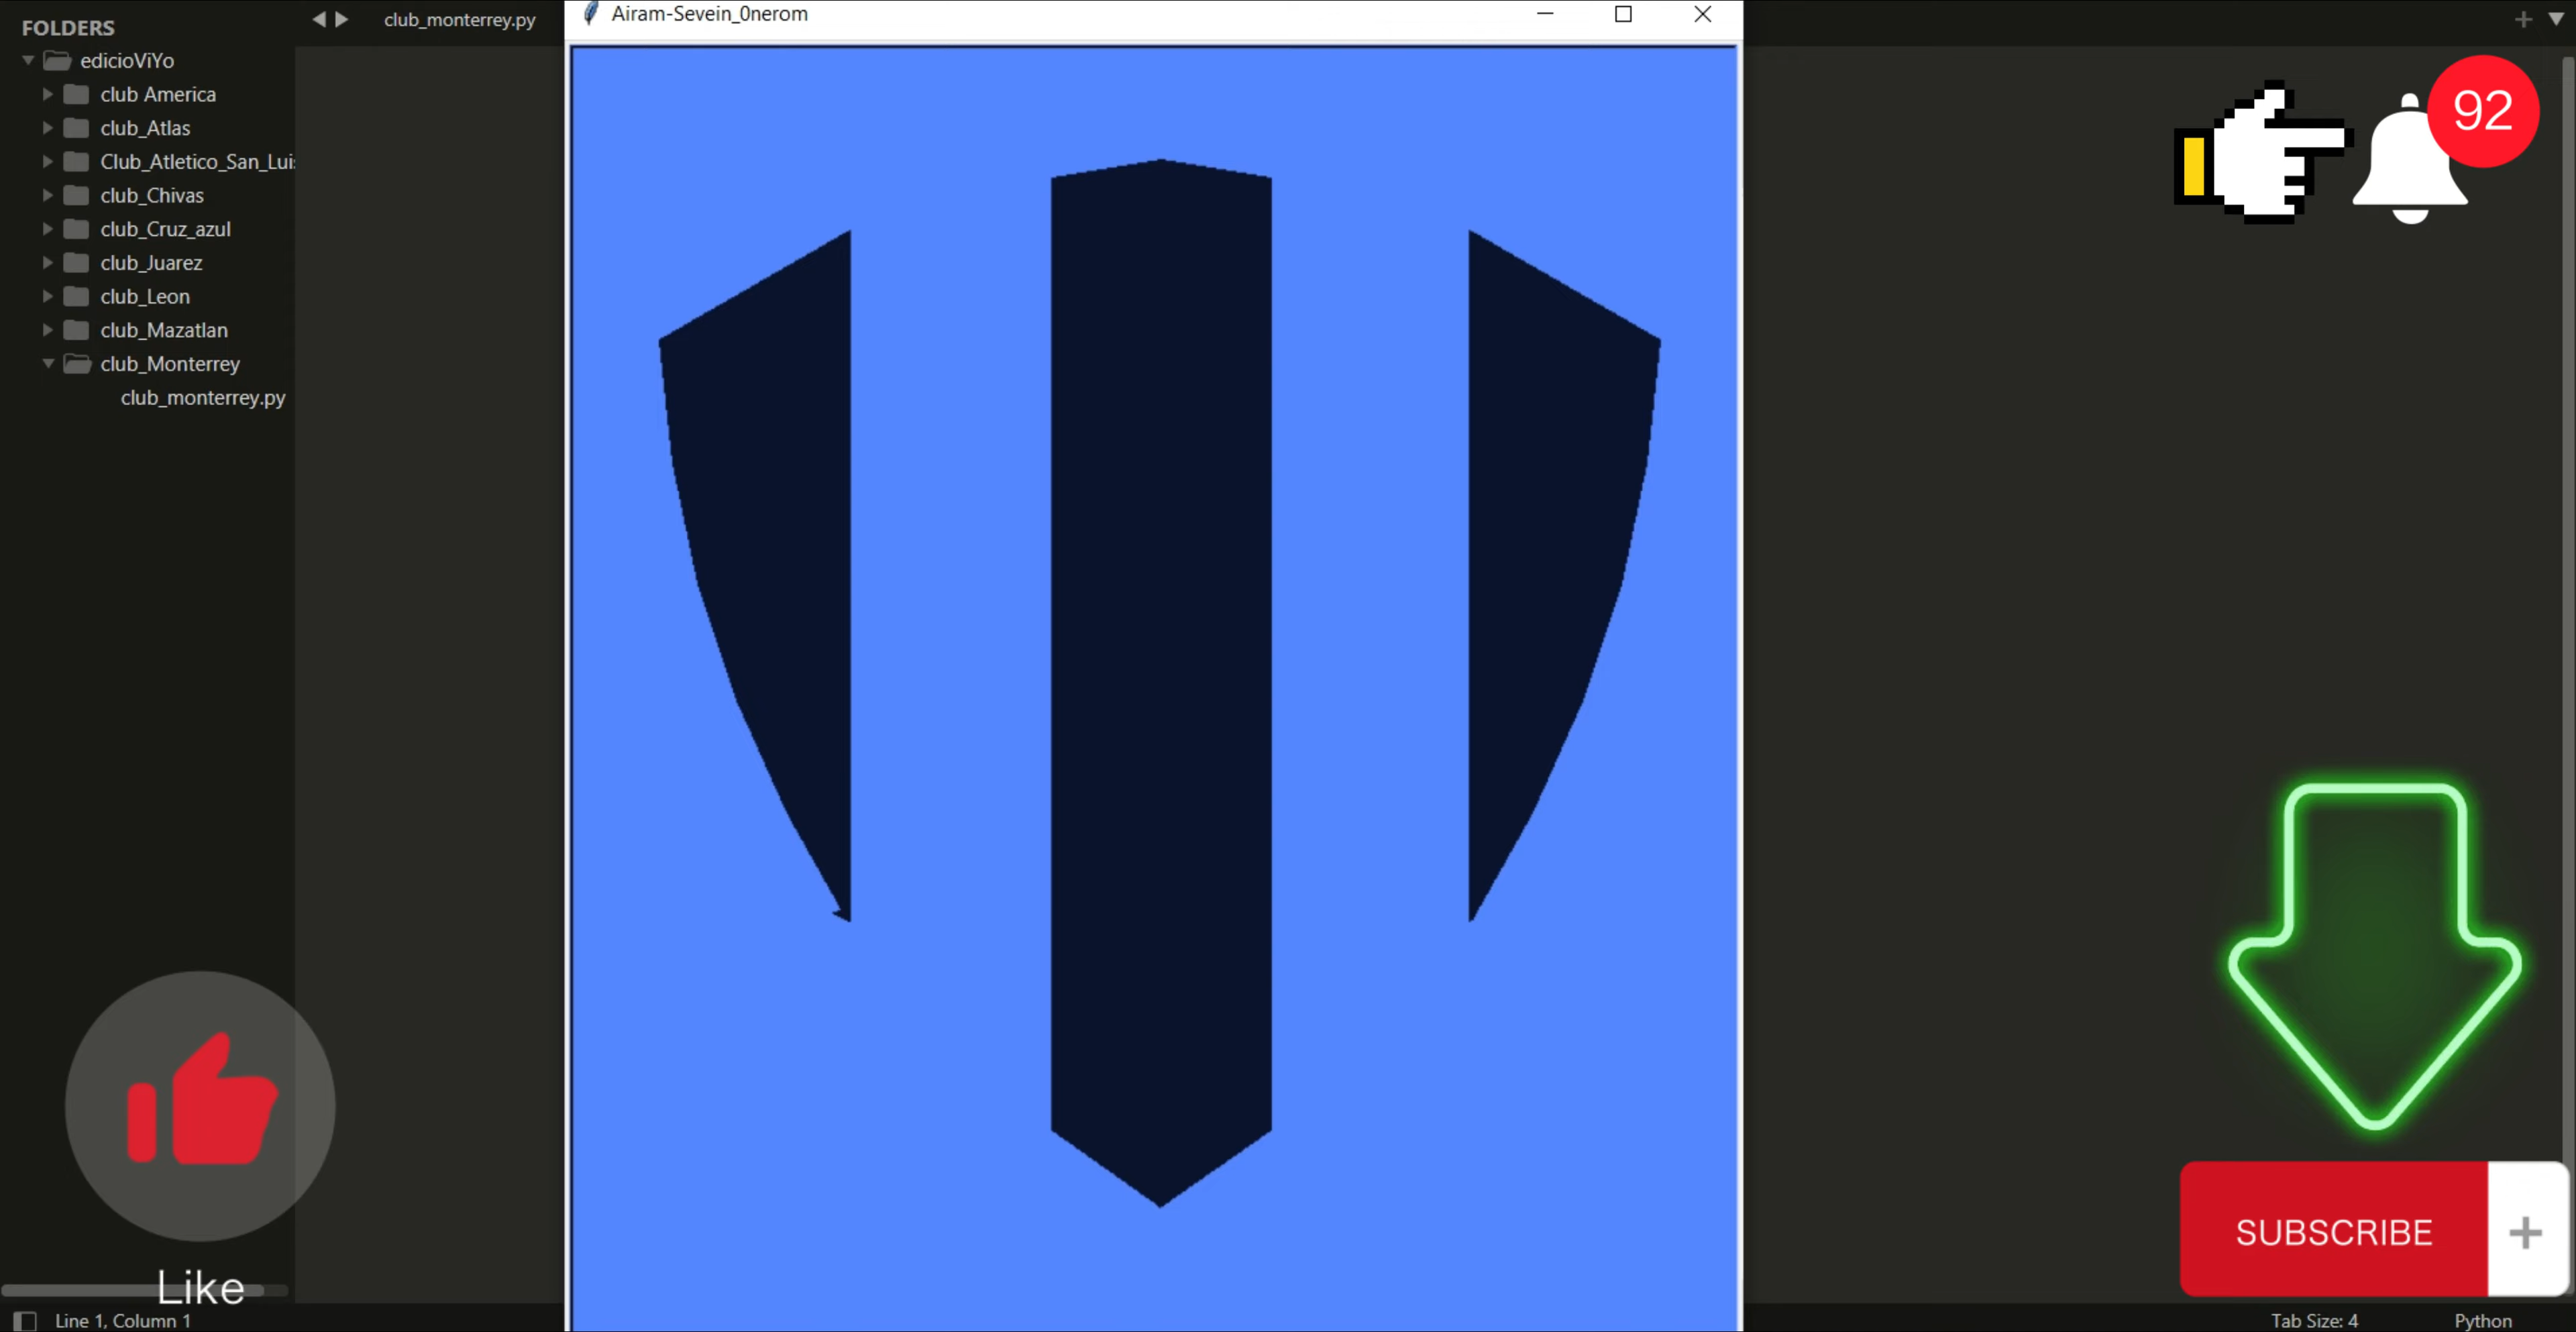 FOLDERS
edicioViYo
club America
club_Atlas
Club_Atletico_San_Luis
club_Chivas
club_Cruz_azul
club_Juarez
club_Leon
club_Mazatlan
club_Monterrey
club_monterrey.py
club_monterrey.py
Airam-Sevein_0nerom
92
Like
SUBSCRIBE
Line 1, Column 1
Tab Size: 4
Python